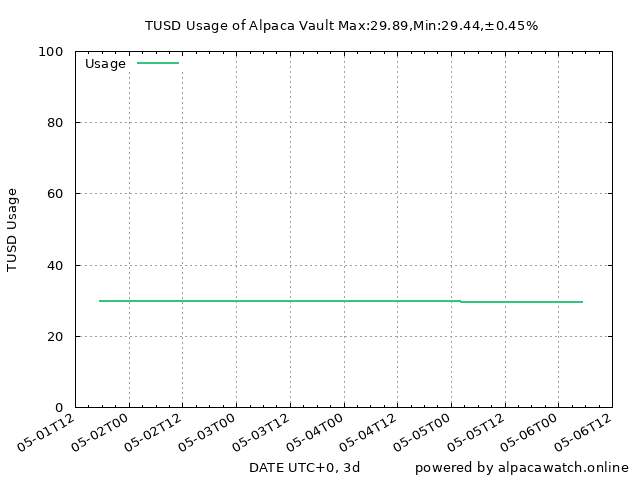 TUSD Usage of Alpaca Vault Max:29.89,Min:29.44,±0.45%
Usage
100
80
60
40
20
0
TUSD Usage
05-01T12
05-02T00
05-02T12
05-03T00
05-03T12
05-04T00
05-04T12
05-05T00
05-05T12
05-06T00
05-06T12
DATE UTC+0, 3d
powered by alpacawatch.online